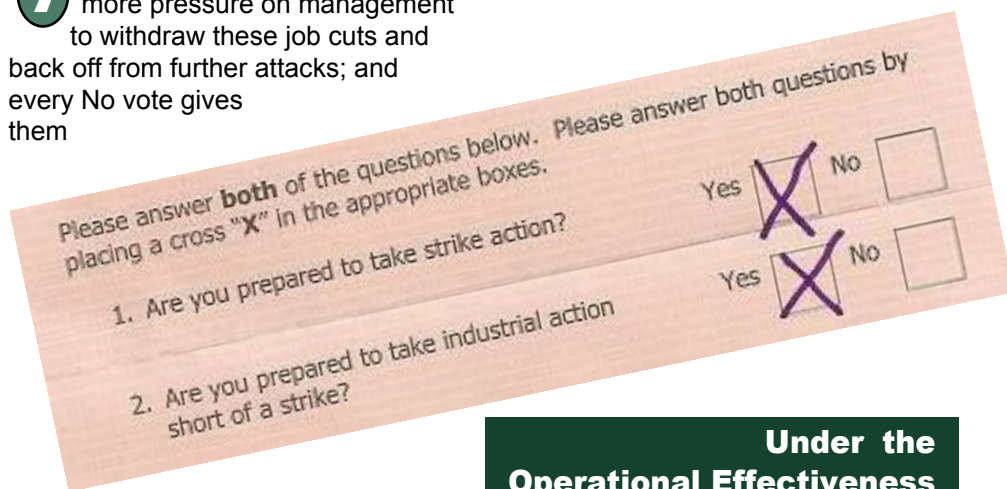 7 more pressure on management
to withdraw these job cuts and
back off from further attacks; and
every No vote gives
them
Please answer both of the questions below. Please answer both questions by
placing a cross "X" in the appropriate boxes.
1. Are you prepared to take strike action?
Yes X No
2. Are you prepared to take industrial action
short of a strike?
Yes X No
Under the
Operational Effectiveness